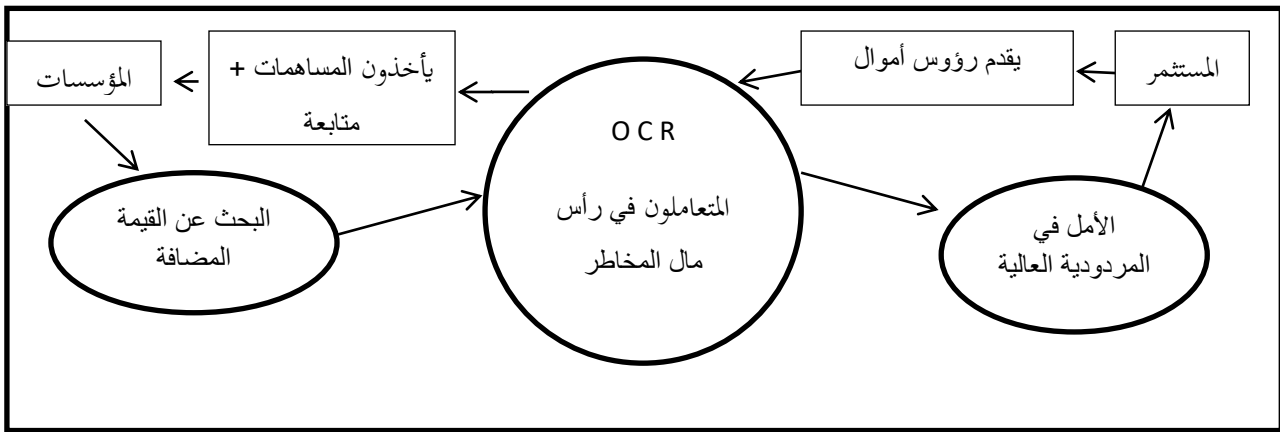 المستثمر
يقدم رؤوس أموال
O C R
المتعاملون في رأس
مال المخاطر
يأخذون المساهمات +
متابعة
المؤسسات
البحث عن القيمة
المضافة
الأمل في
المردودية العالية